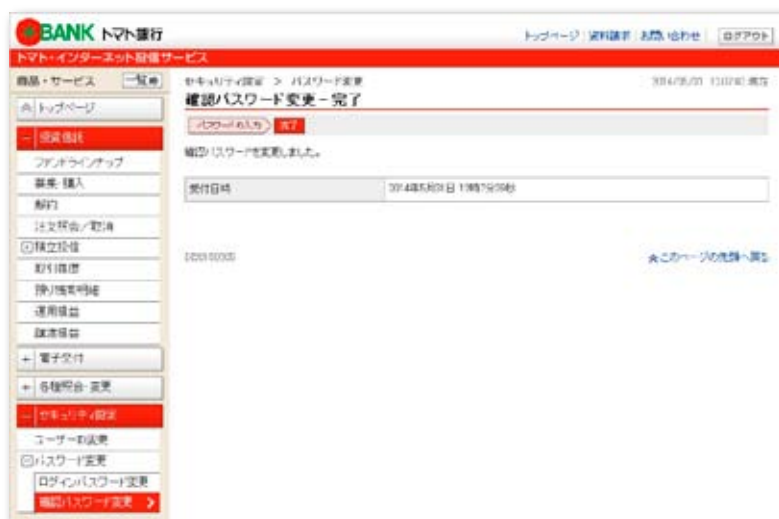 BANK トマト銀行
トップページ 資料請求 お問い合わせ ログアウト
トマト・インターネット投信サービス
商品・サービス 一覧
トップページ
投資信託
ファンドラインナップ
募集・購入
解約
注文照会／取消
積立投信
取引履歴
預り残高明細
運用損益
譲渡損益
電子交付
各種照会・変更
セキュリティ設定
ユーザーID変更
パスワード変更
ログインパスワード変更
確認パスワード変更
セキュリティ設定 > パスワード変更
確認パスワード変更 - 完了
パスワードの入力 完了
確認パスワードを変更しました。
受付日時
このページの先頭へ戻る